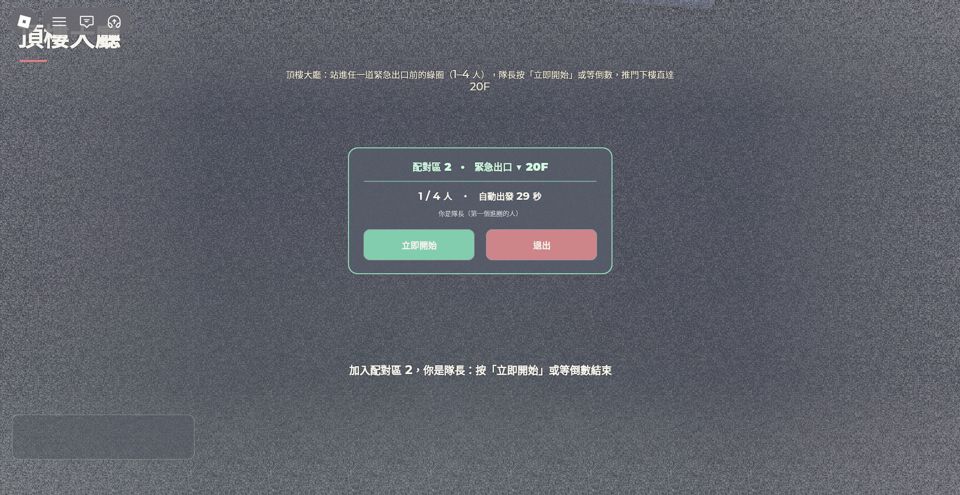 頂樓大廳
頂樓大廳：站進任一道緊急出口前的綠圈（1–4 人），隊長按「立即開始」或等倒數，推門下樓直達
20F
配對區 2 • 緊急出口 ▼ 20F
1 / 4 人 · 自動出發 29 秒
你是隊長（第一個進圈的人）
立即開始
退出
加入配對區 2，你是隊長：按「立即開始」或等倒數結束